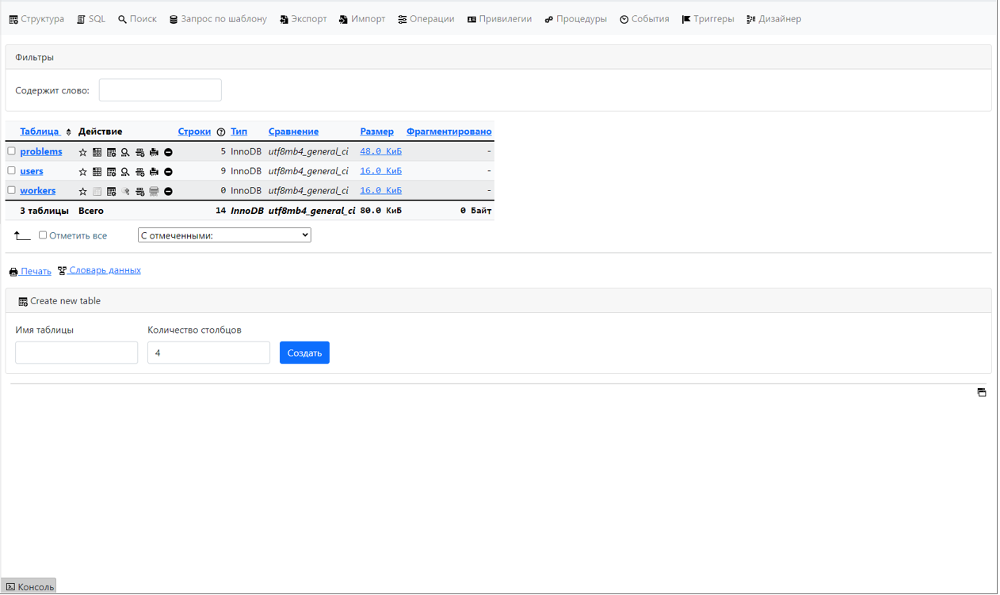 Структура SQL Поиск Запрос по шаблону Экспорт Импорт Операции Привилегии Процедуры События Триггеры Дизайнер
Фильтры
Содержит слово:
Таблица Действие Строки Тип Сравнение Размер Фрагментировано
problems 5 InnoDB utf8mb4_general_ci 48.0 КиБ -
users 9 InnoDB utf8mb4_general_ci 16.0 КиБ -
workers 0 InnoDB utf8mb4_general_ci 16.0 КиБ -
3 таблицы Всего 14 InnoDB utf8mb4_general_ci 80.0 КиБ 0 Байт
Отметить все С отмеченными:
Печать Словарь данных
Create new table
Имя таблицы Количество столбцов
4 Создать
Консоль